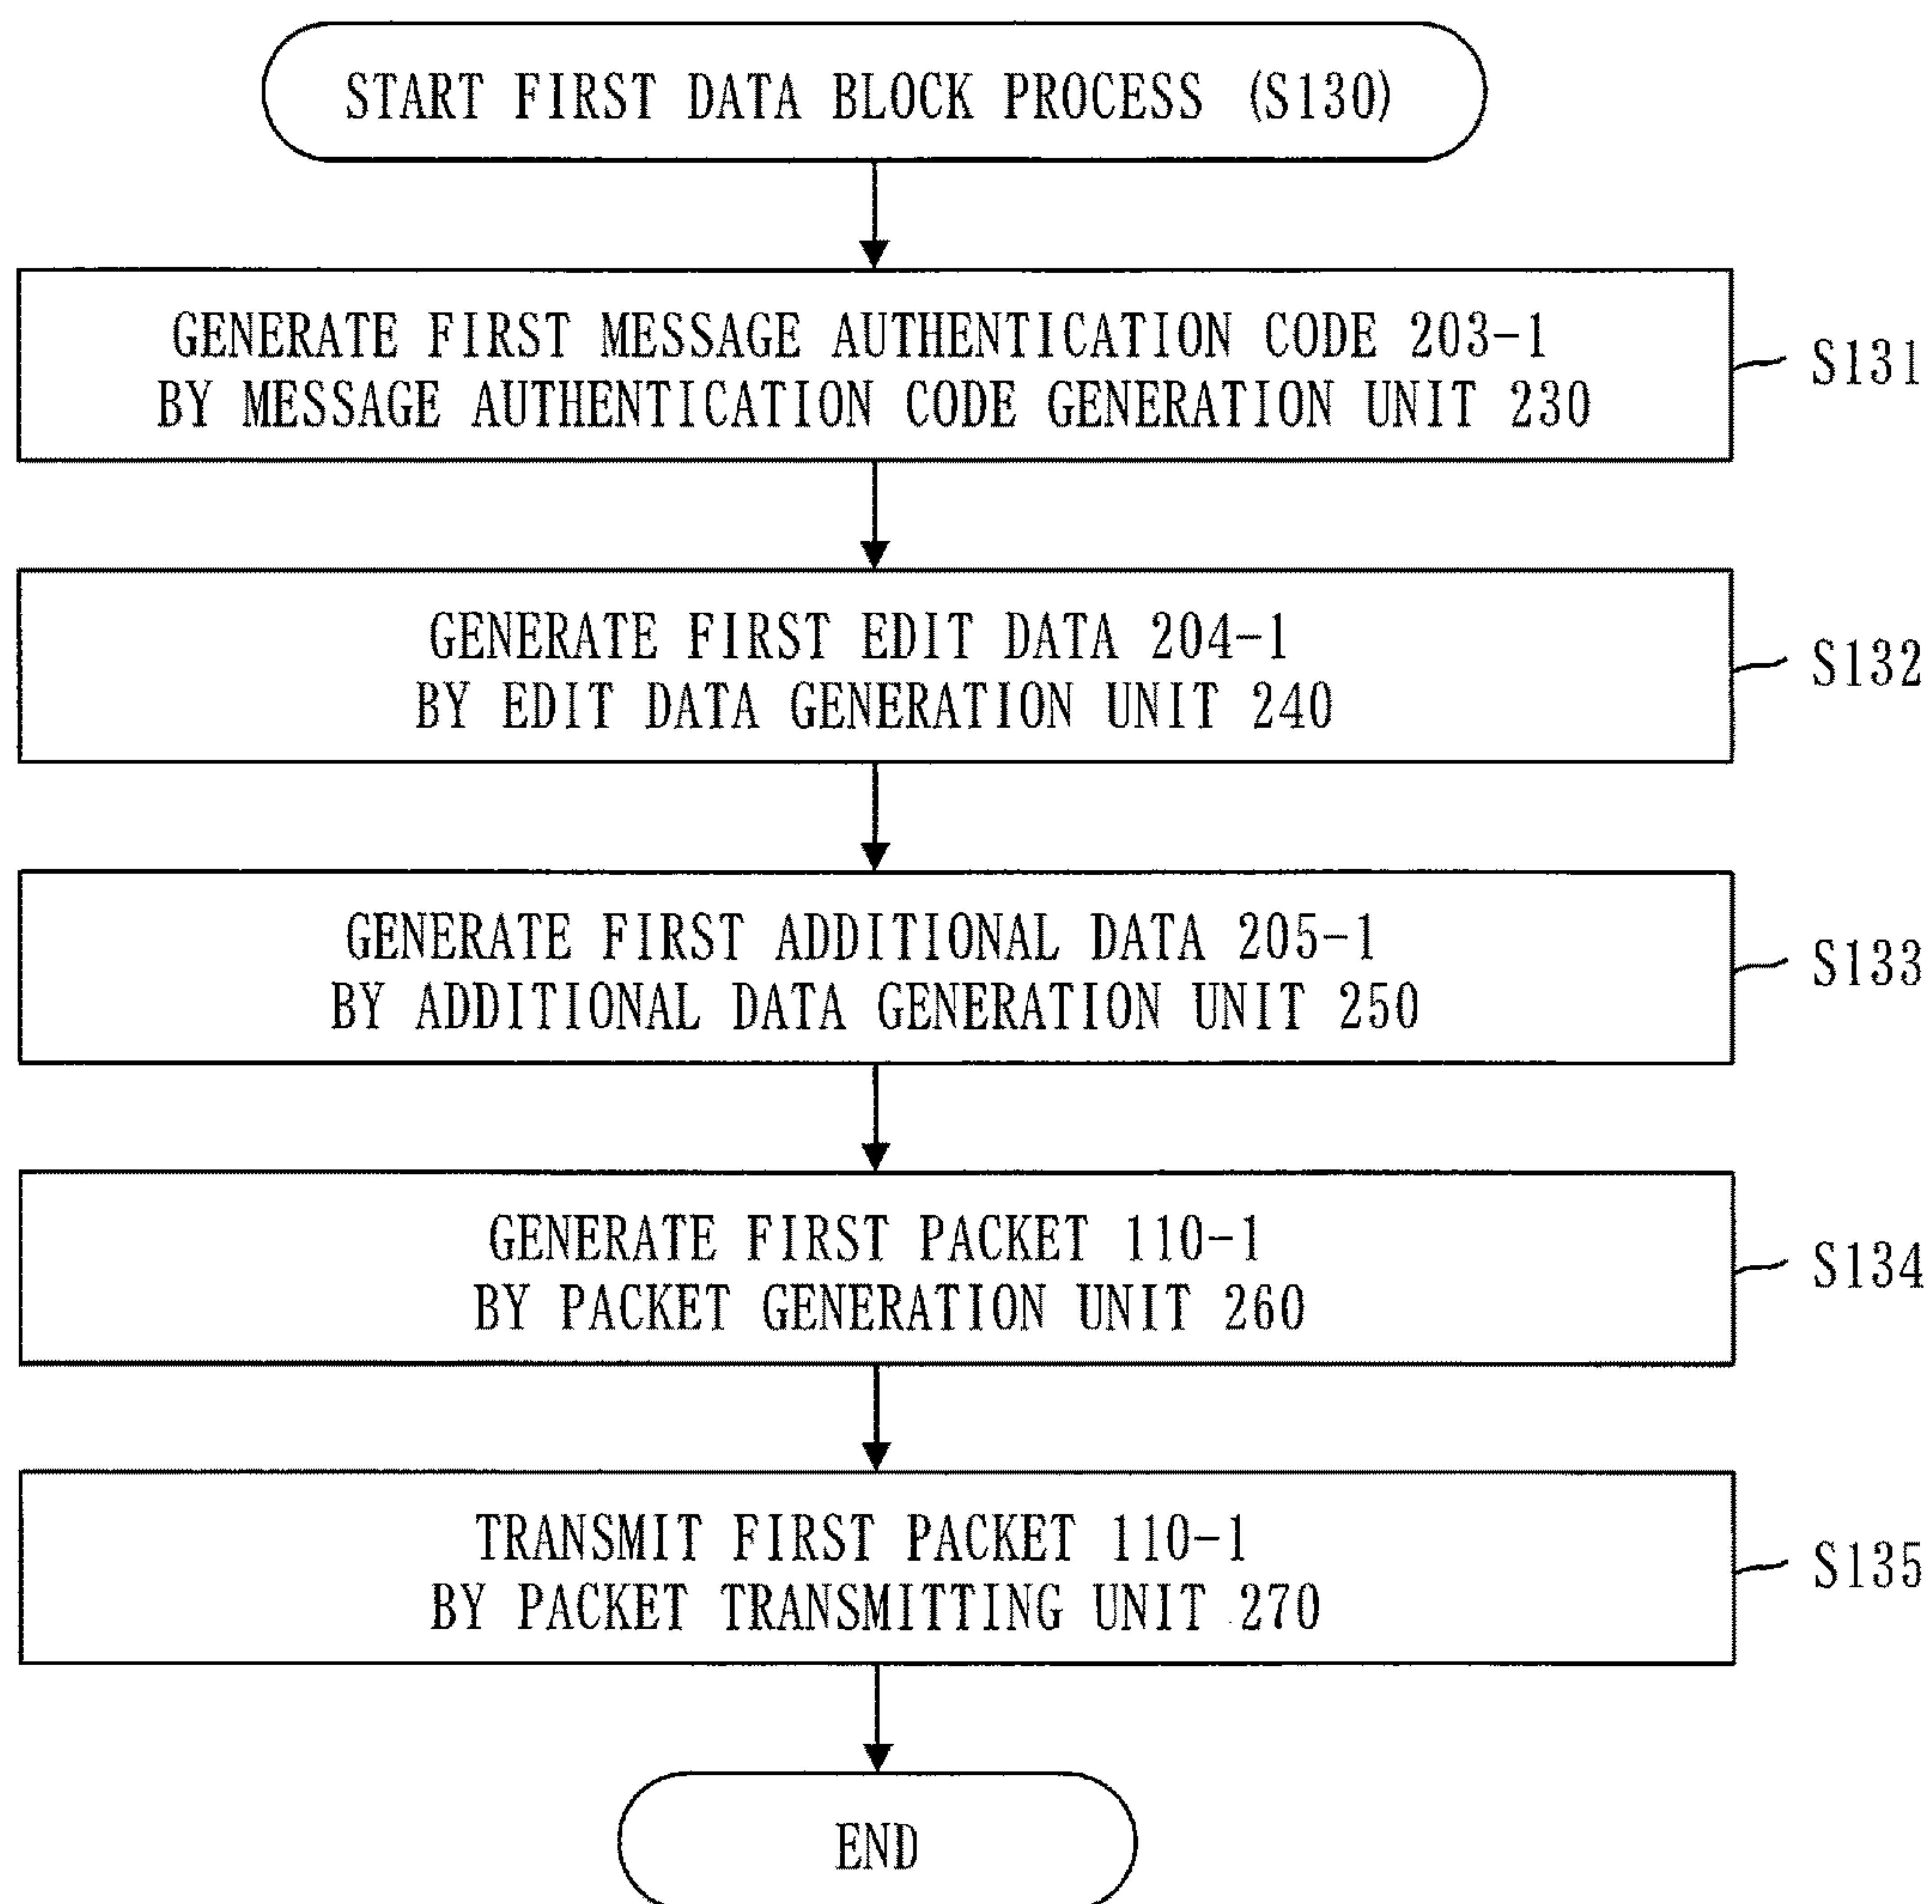 START FIRST DATA BLOCK PROCESS (S130)
GENERATE FIRST MESSAGE AUTHENTICATION CODE 203-1
BY MESSAGE AUTHENTICATION CODE GENERATION UNIT 230
S131
GENERATE FIRST EDIT DATA 204-1
BY EDIT DATA GENERATION UNIT 240
S132
GENERATE FIRST ADDITIONAL DATA 205-1
BY ADDITIONAL DATA GENERATION UNIT 250
S133
GENERATE FIRST PACKET 110-1
BY PACKET GENERATION UNIT 260
S134
TRANSMIT FIRST PACKET 110-1
BY PACKET TRANSMITTING UNIT 270
S135
END